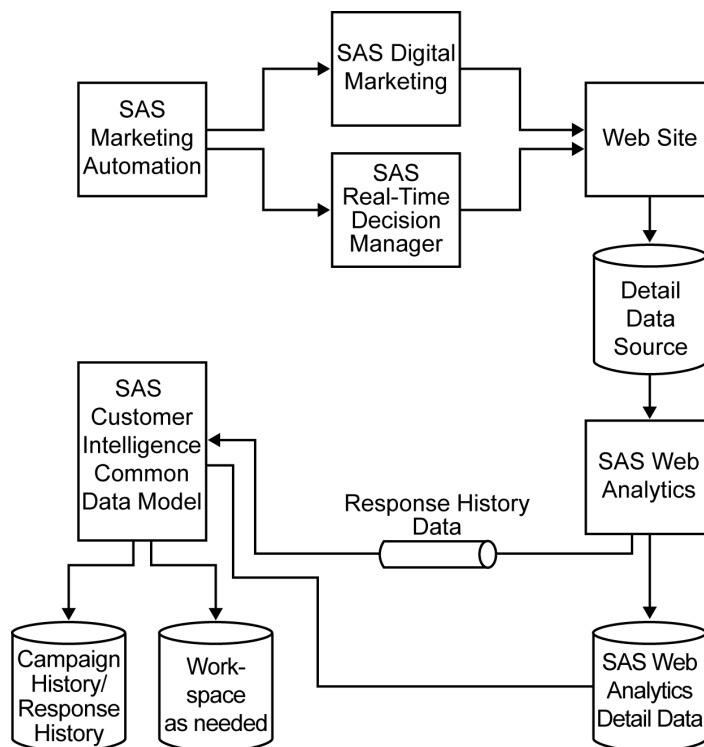 SAS
Marketing
Automation
SAS Digital
Marketing
SAS
Real-Time
Decision
Manager
Web Site
Detail
Data
Source
SAS
Customer
Intelligence
Common
Data Model
Response History
Data
SAS Web
Analytics
Campaign
History/
Response
History
Work-
space
as needed
SAS Web
Analytics
Detail Data